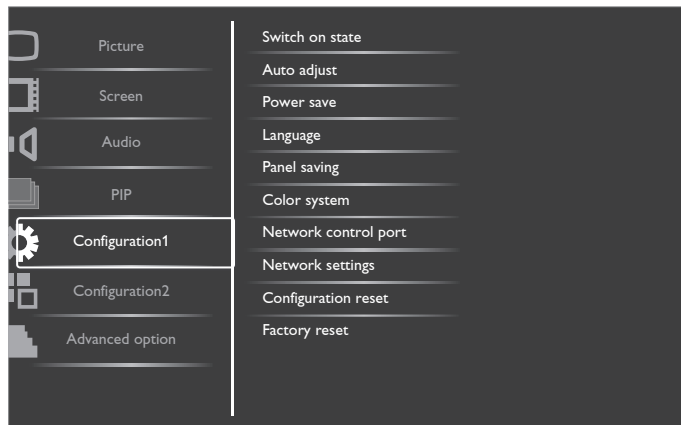 Picture
Screen
Audio
PIP
Configuration1
Configuration2
Advanced option
Switch on state
Auto adjust
Power save
Language
Panel saving
Color system
Network control port
Network settings
Configuration reset
Factory reset